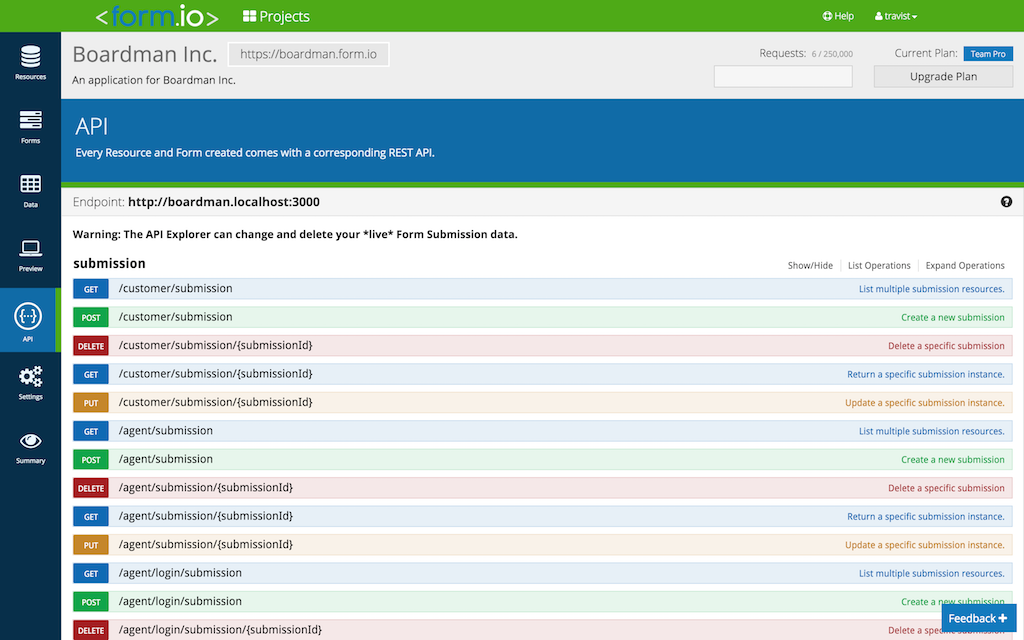 <form.io> Projects Help travist
Boardman Inc. https://boardman.form.io Requests: 6 / 250,000 Current Plan: Team Pro
An application for Boardman Inc. Upgrade Plan
Resources
Forms
Data
Preview
API
Settings
Summary
API
Every Resource and Form created comes with a corresponding REST API.
Endpoint: http://boardman.localhost:3000
Warning: The API Explorer can change and delete your *live* Form Submission data.
submission Show/Hide List Operations Expand Operations
GET /customer/submission List multiple submission resources.
POST /customer/submission Create a new submission
DELETE /customer/submission/{submissionId} Delete a specific submission
GET /customer/submission/{submissionId} Return a specific submission instance.
PUT /customer/submission/{submissionId} Update a specific submission instance.
GET /agent/submission List multiple submission resources.
POST /agent/submission Create a new submission
DELETE /agent/submission/{submissionId} Delete a specific submission
GET /agent/submission/{submissionId} Return a specific submission instance.
PUT /agent/submission/{submissionId} Update a specific submission instance.
GET /agent/login/submission List multiple submission resources.
POST /agent/login/submission Create a new submission
DELETE /agent/login/submission/{submissionId} Delete a
Feedback +